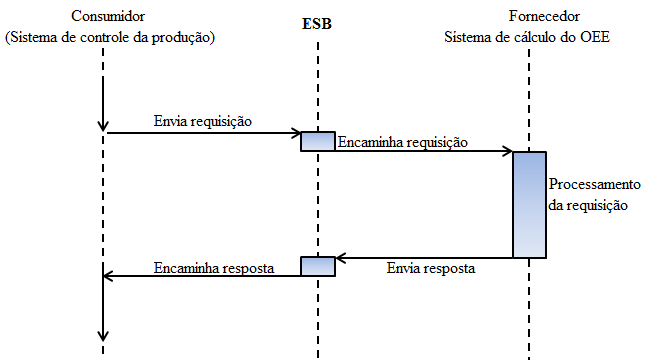 Consumidor
(Sistema de controle da produção)
ESB
Fornecedor
Sistema de cálculo do OEE
Envia requisição
Encaminha requisição
Processamento
da requisição
Encaminha resposta
Envia resposta